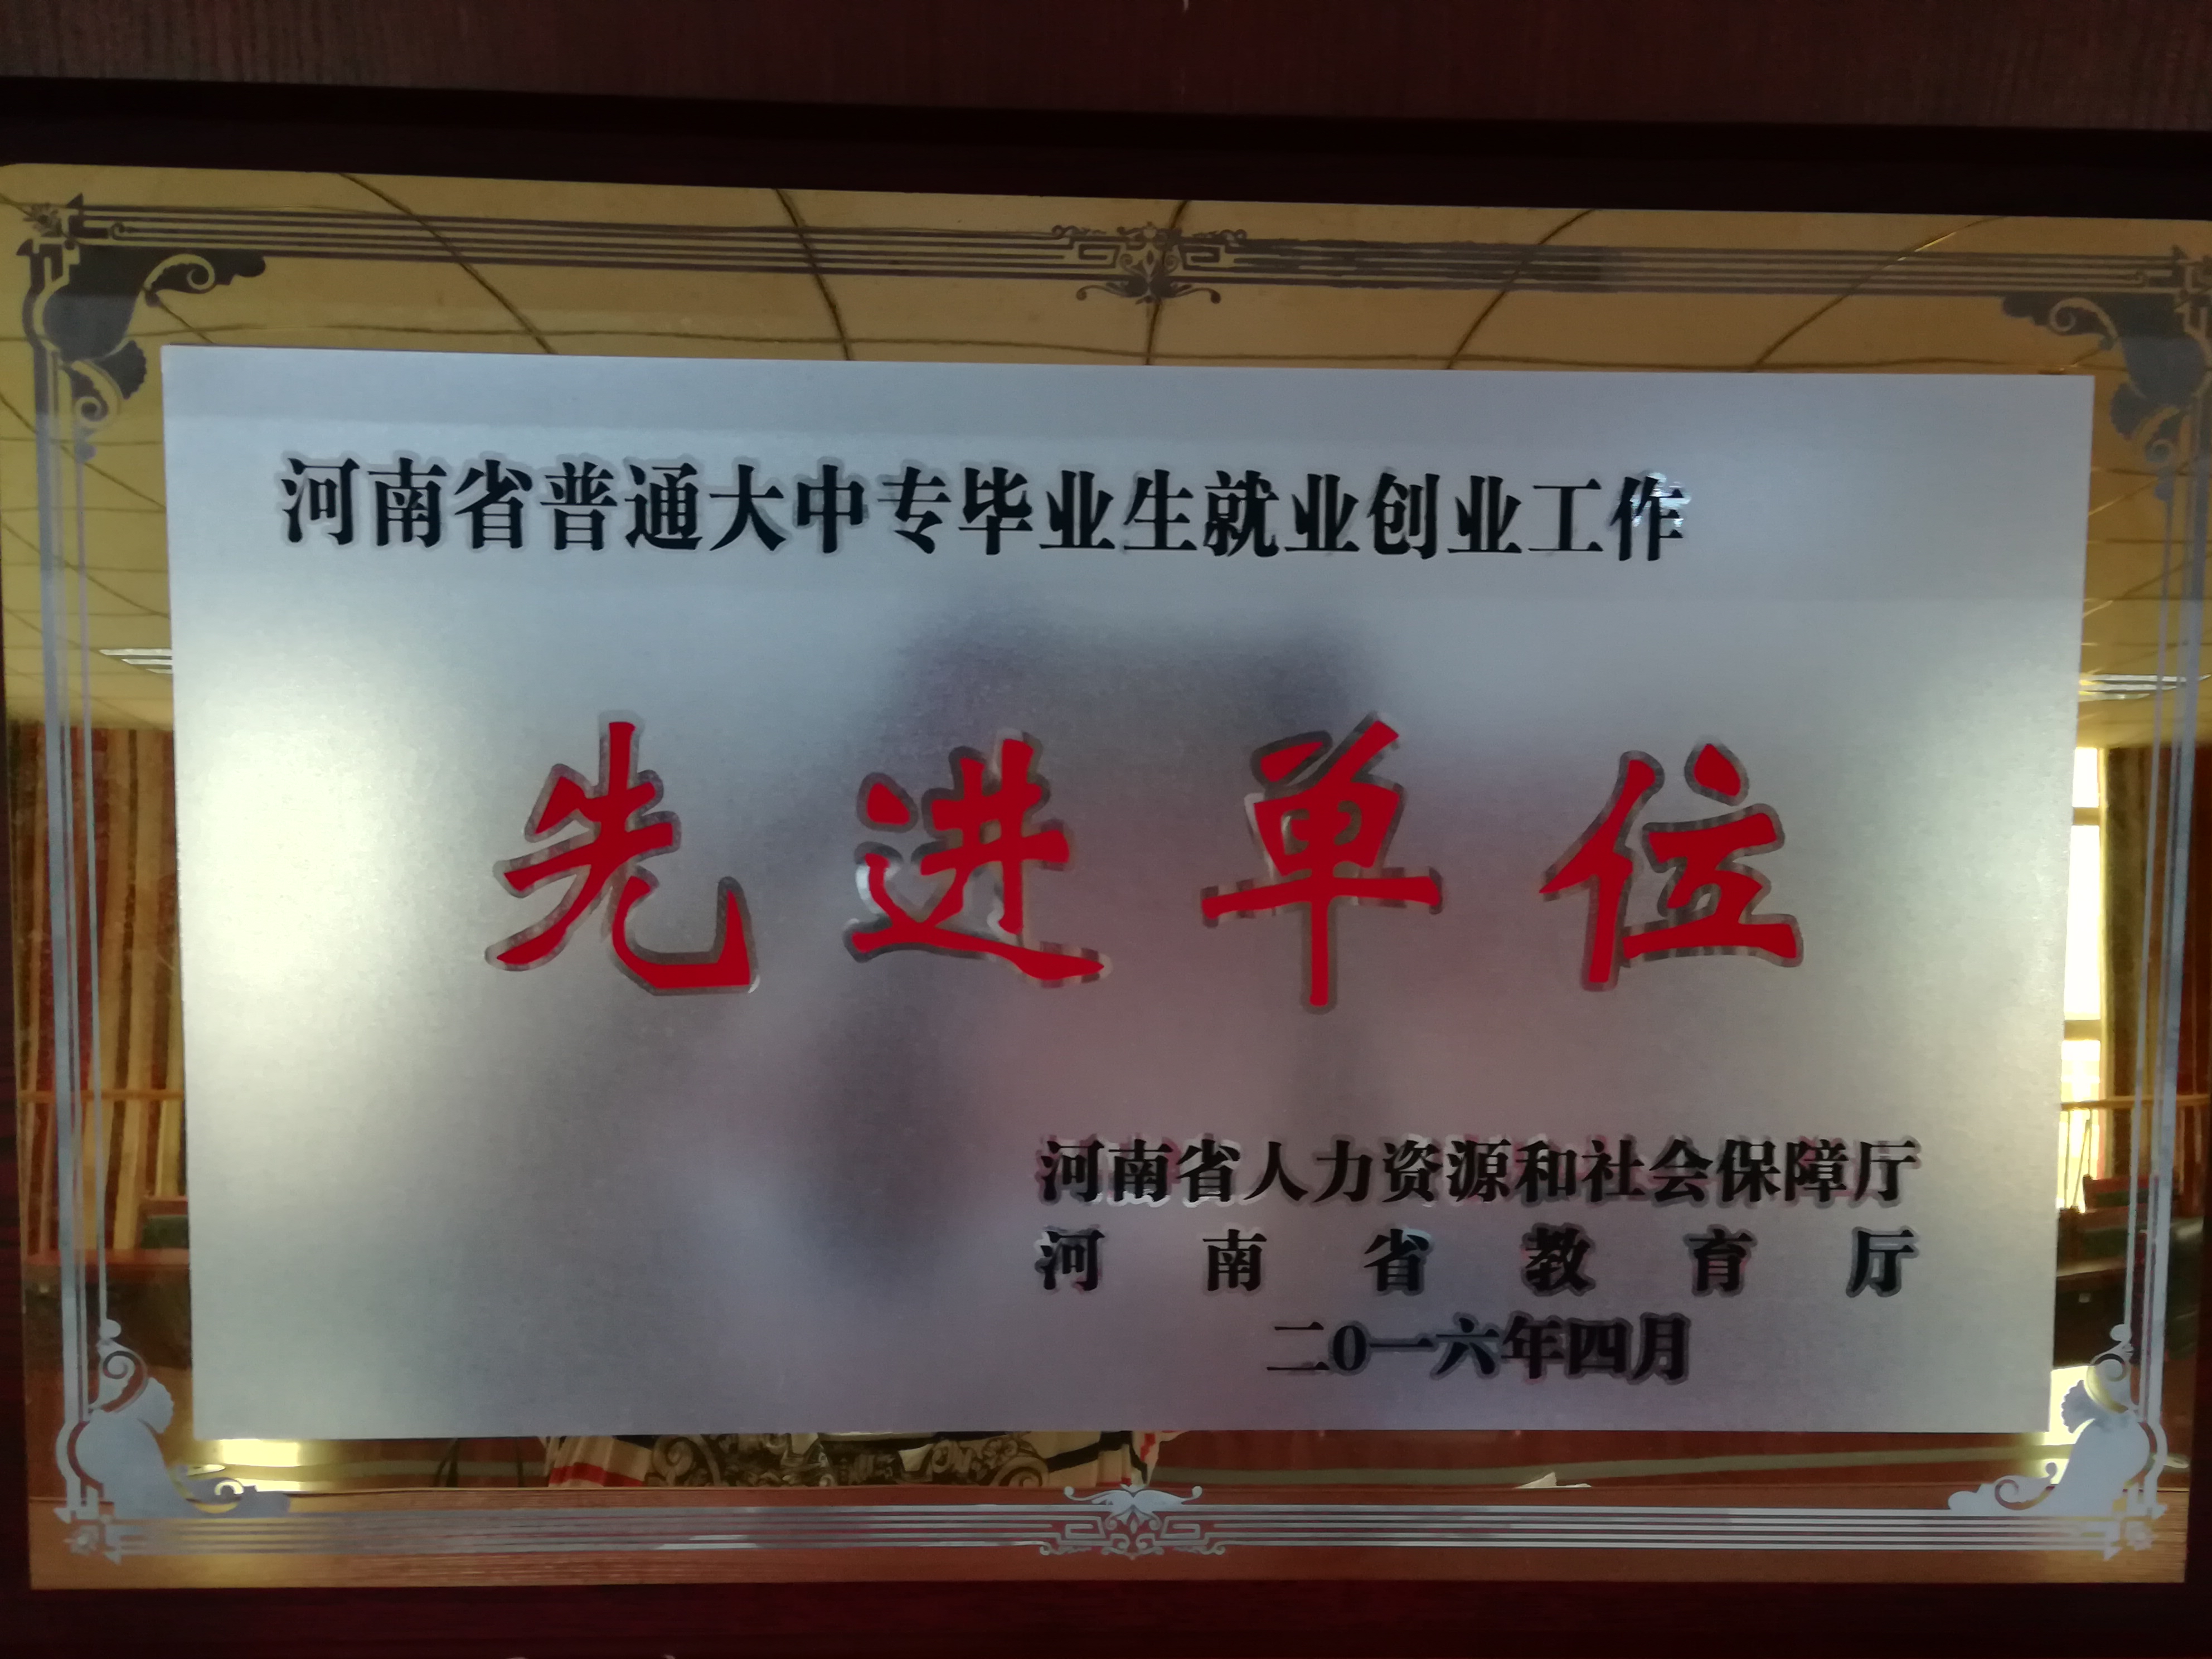 河南省普通大中专毕业生就业创业工作
先进单位
河南省人力资源和社会保障厅
河南省教育厅
二0一六年四月